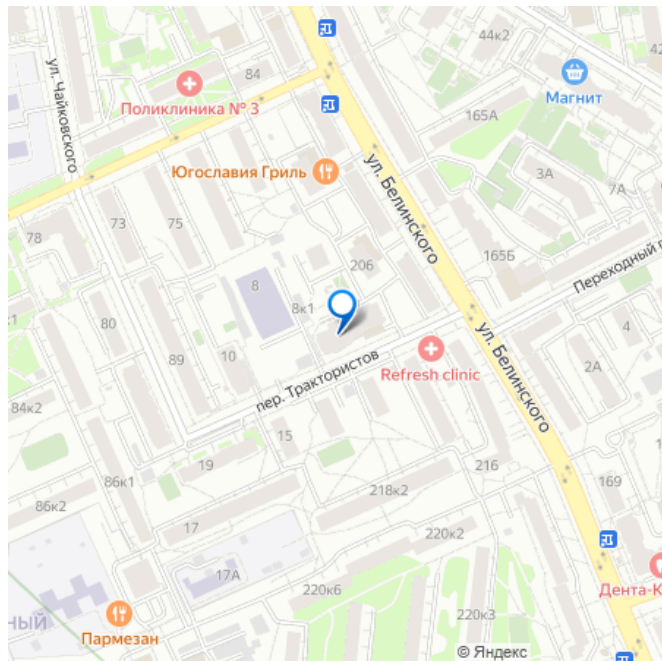 44к2
42
84
Поликлиника № 3
Магнит
ул. Чайковского
165А
Югославия Гриль
ул. Белинского
3А
7А
73
75
78
165Б
206
8
Переходный п
8к1
80
4
ул. Белинского
89
10
Refresh clinic
2А
пер. Трактористов
84к2
15
19
216
86к1
169
86к2
218к2
17
220к2
17А
220к6
Дента-К
НЫЙ
220к3
Пармезан
© Яндекс